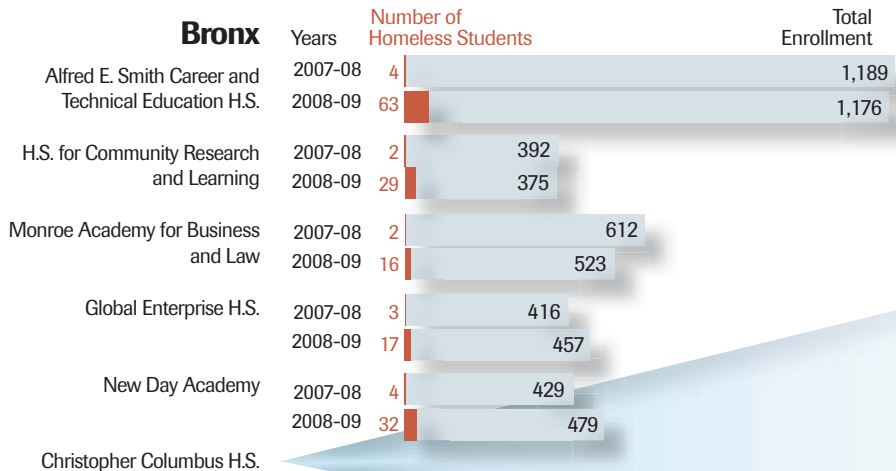 Bronx Years Number of Homeless Students Total Enrollment
Alfred E. Smith Career and Technical Education H.S.
2007-08 4 1,189
2008-09 63 1,176
H.S. for Community Research and Learning
2007-08 2 392
2008-09 29 375
Monroe Academy for Business and Law
2007-08 2 612
2008-09 16 523
Global Enterprise H.S.
2007-08 3 416
2008-09 17 457
New Day Academy
2007-08 4 429
2008-09 32 479
Christopher Columbus H.S.